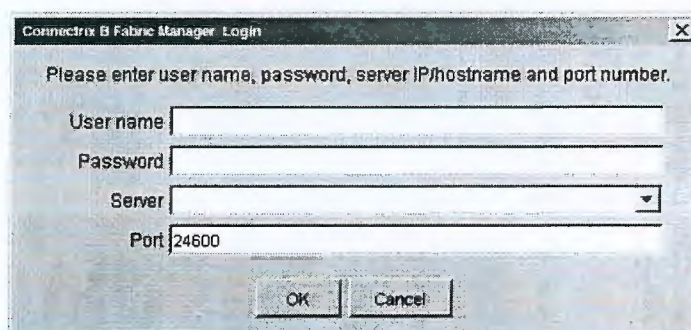 Connectrix B Fabric Manager Login
Please enter user name, password, server IP/hostname and port number.
User name
Password
Server
Port 24600
OK Cancel